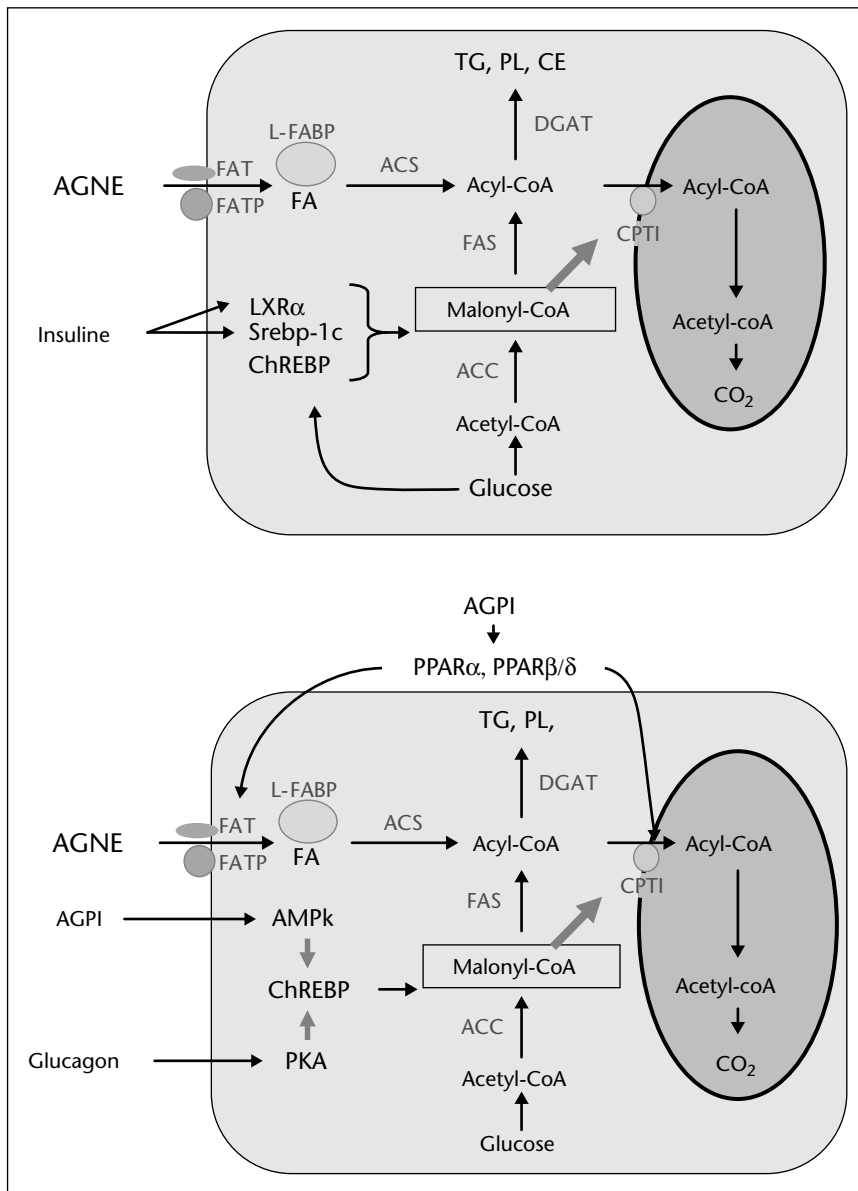 TG, PL, CE
DGAT
L-FABP
FAT
ACS
AGNE
Acyl-CoA
Acyl-CoA
FATP
FA
FAS
CPTI
LXRα
Malonyl-CoA
Insuline
Srebp-1c
Acetyl-coA
ChREBP
ACC
CO₂
Acetyl-CoA
Glucose
AGPI
PPARα, PPARβ/δ
TG, PL,
DGAT
L-FABP
FAT
ACS
AGNE
Acyl-CoA
Acyl-CoA
FATP
FA
CPTI
FAS
AGPI
AMPk
Malonyl-CoA
ChREBP
Acetyl-coA
ACC
Glucagon
PKA
CO₂
Acetyl-CoA
Glucose